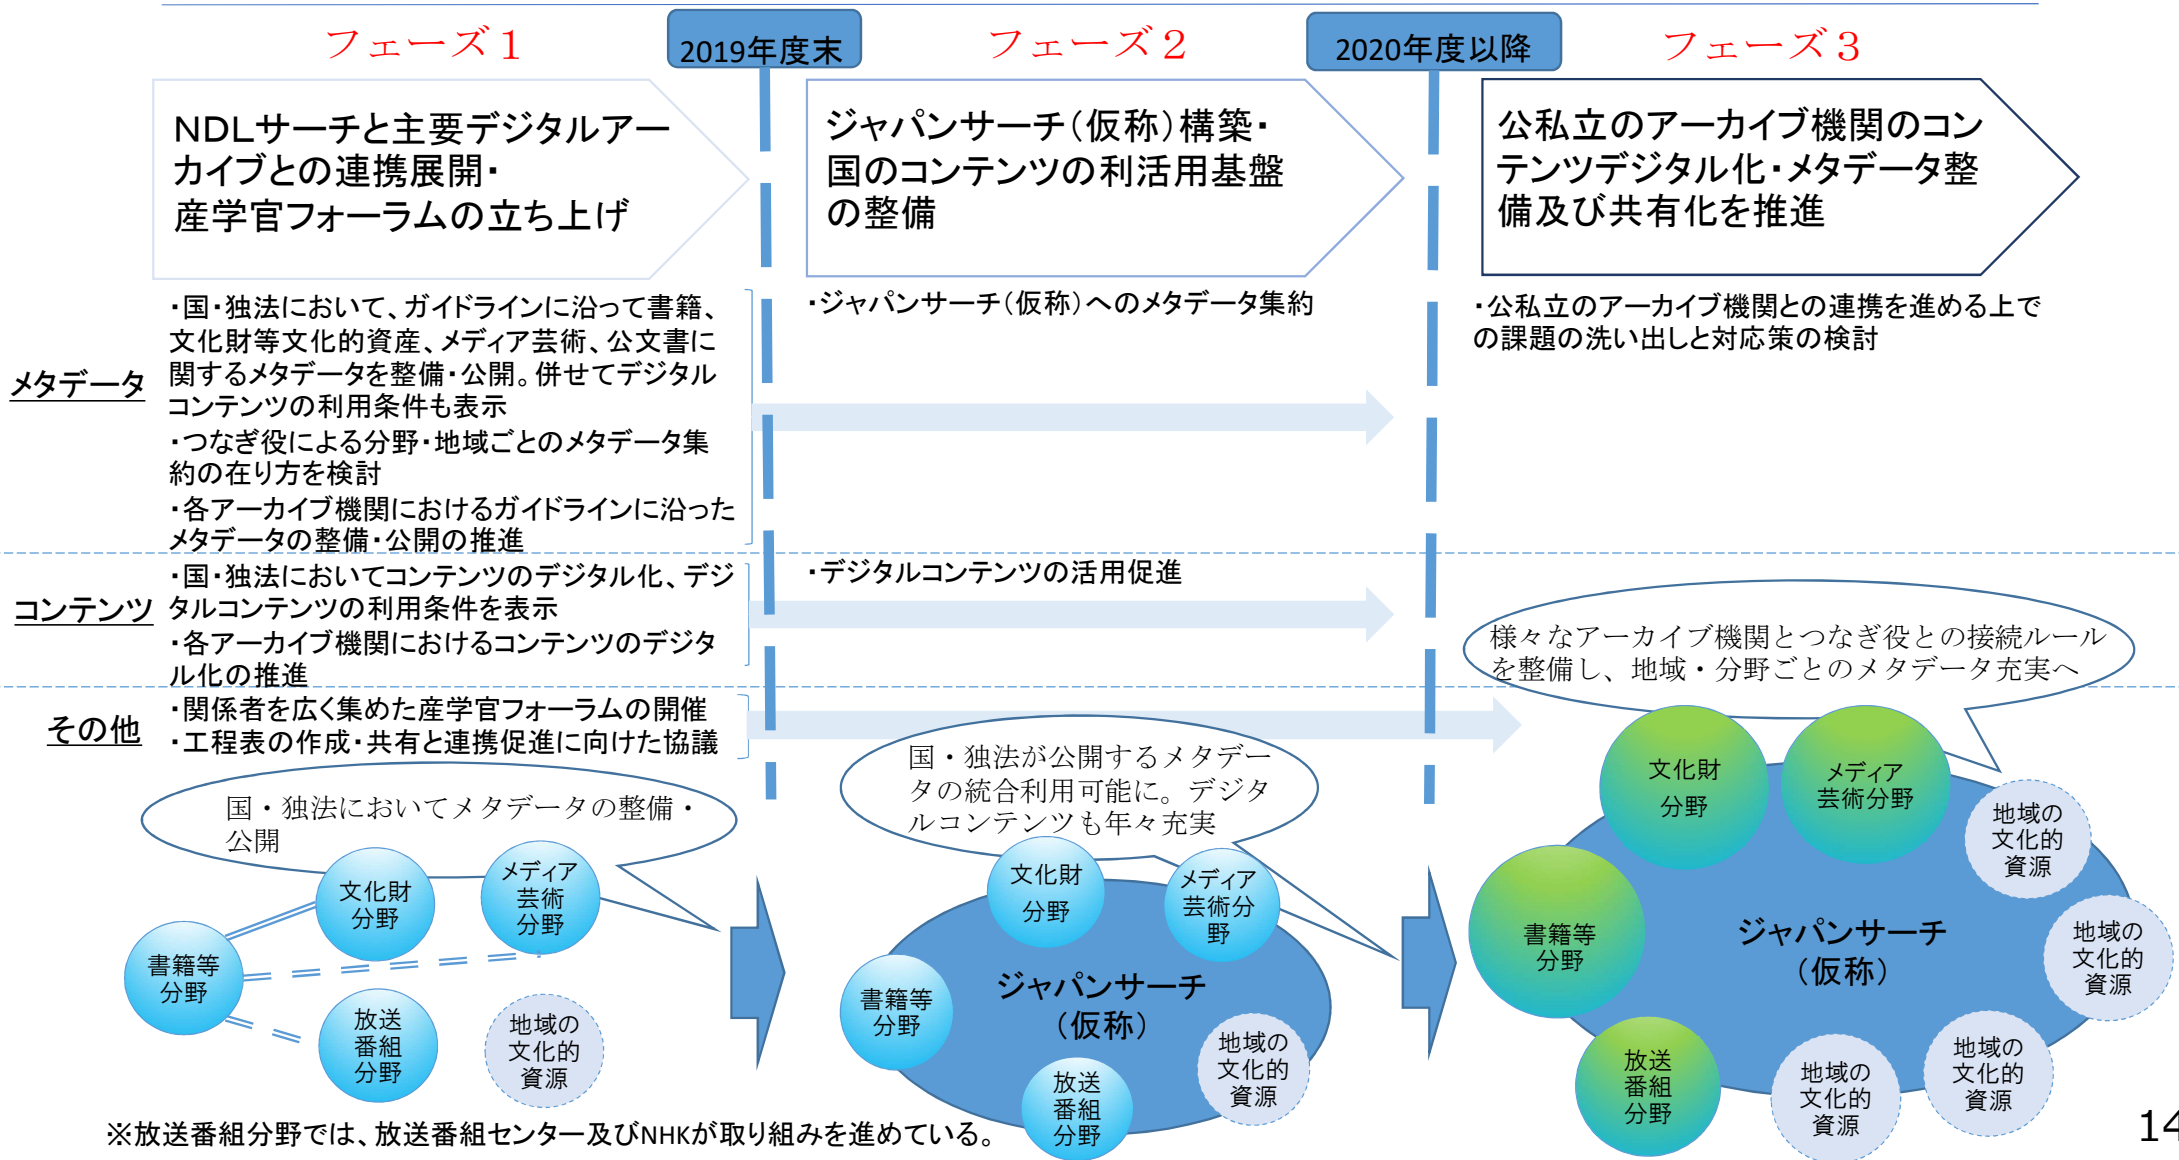 フェーズ１
2019年度末
フェーズ２
2020年度以降
フェーズ３
NDLサーチと主要デジタルアー
カイブとの連携展開・
産学官フォーラムの立ち上げ
ジャパンサーチ（仮称）構築・
国のコンテンツの利活用基盤
の整備
公私立のアーカイブ機関のコン
テンツデジタル化・メタデータ整
備及び共有化を推進
メタデータ
・国・独法において、ガイドラインに沿って書籍、
文化財等文化的資産、メディア芸術、公文書に
関するメタデータを整備・公開。併せてデジタル
コンテンツの利用条件も表示
・つなぎ役による分野・地域ごとのメタデータ集
約の在り方を検討
・各アーカイブ機関におけるガイドラインに沿った
メタデータの整備・公開の推進
・ジャパンサーチ（仮称）へのメタデータ集約
・公私立のアーカイブ機関との連携を進める上で
の課題の洗い出しと対応策の検討
コンテンツ
・国・独法においてコンテンツのデジタル化、デジ
タルコンテンツの利用条件を表示
・各アーカイブ機関におけるコンテンツのデジタ
ル化の推進
・デジタルコンテンツの活用促進
その他
・関係者を広く集めた産学官フォーラムの開催
・工程表の作成・共有と連携促進に向けた協議
国・独法においてメタデータの整備・
公開
文化財
分野
メディア
芸術
分野
書籍等
分野
放送
番組
分野
地域の
文化的
資源
国・独法が公開するメタデー
タの統合利用可能に。デジタ
ルコンテンツも年々充実
文化財
分野
メディア
芸術分
野
書籍等
分野
ジャパンサーチ
（仮称）
放送
番組
分野
地域の
文化的
資源
様々なアーカイブ機関とつなぎ役との接続ルール
を整備し、地域・分野ごとのメタデータ充実へ
文化財
分野
メディア
芸術分野
地域の
文化的
資源
書籍等
分野
ジャパンサーチ
（仮称）
地域の
文化的
資源
放送
番組
分野
地域の
文化的
資源
地域の
文化的
資源
※放送番組分野では、放送番組センター及びNHKが取り組みを進めている。
14